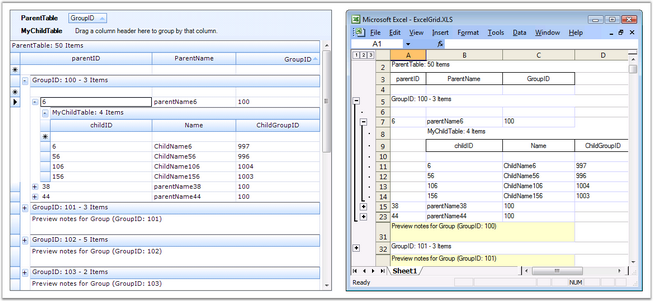 ParentTable GroupID
MyChildTable Drag a column header here to group by that column.
ParentTable: 50 Items
parentID ParentName GroupID
GroupID: 100 - 3 Items
6 parentName6 100
MyChildTable: 4 Items
childID Name ChildGroupID
6 ChildName6 997
56 ChildName56 996
106 ChildName106 1004
156 ChildName156 1003
38 parentName38 100
44 parentName44 100
GroupID: 101 - 3 Items
Preview notes for Group (GroupID: 101)
GroupID: 102 - 5 Items
Preview notes for Group (GroupID: 102)
GroupID: 103 - 2 Items
Preview notes for Group (GroupID: 103)
Microsoft Excel - ExcelGrid.XLS
File Edit View Insert Format
A1 fx
1 2 3 A B C D
2 ParentTable: 50 Items
3 parentID ParentName GroupID
4
5 GroupID: 100 - 3 Items
6
7 6 parentName6 100
8 MyChildTable: 4 Items
9 childID Name ChildGroupID
10
11 6 ChildName6 997
12 56 ChildName56 996
13 106 ChildName106 1004
14 156 ChildName156 1003
15 38 parentName38 100
23 44 parentName44 100
31 Preview notes for Group (GroupID: 100)
32 GroupID: 101 - 3 Items
Preview notes for Group (GroupID: 101)
Sheet1
Ready NUM